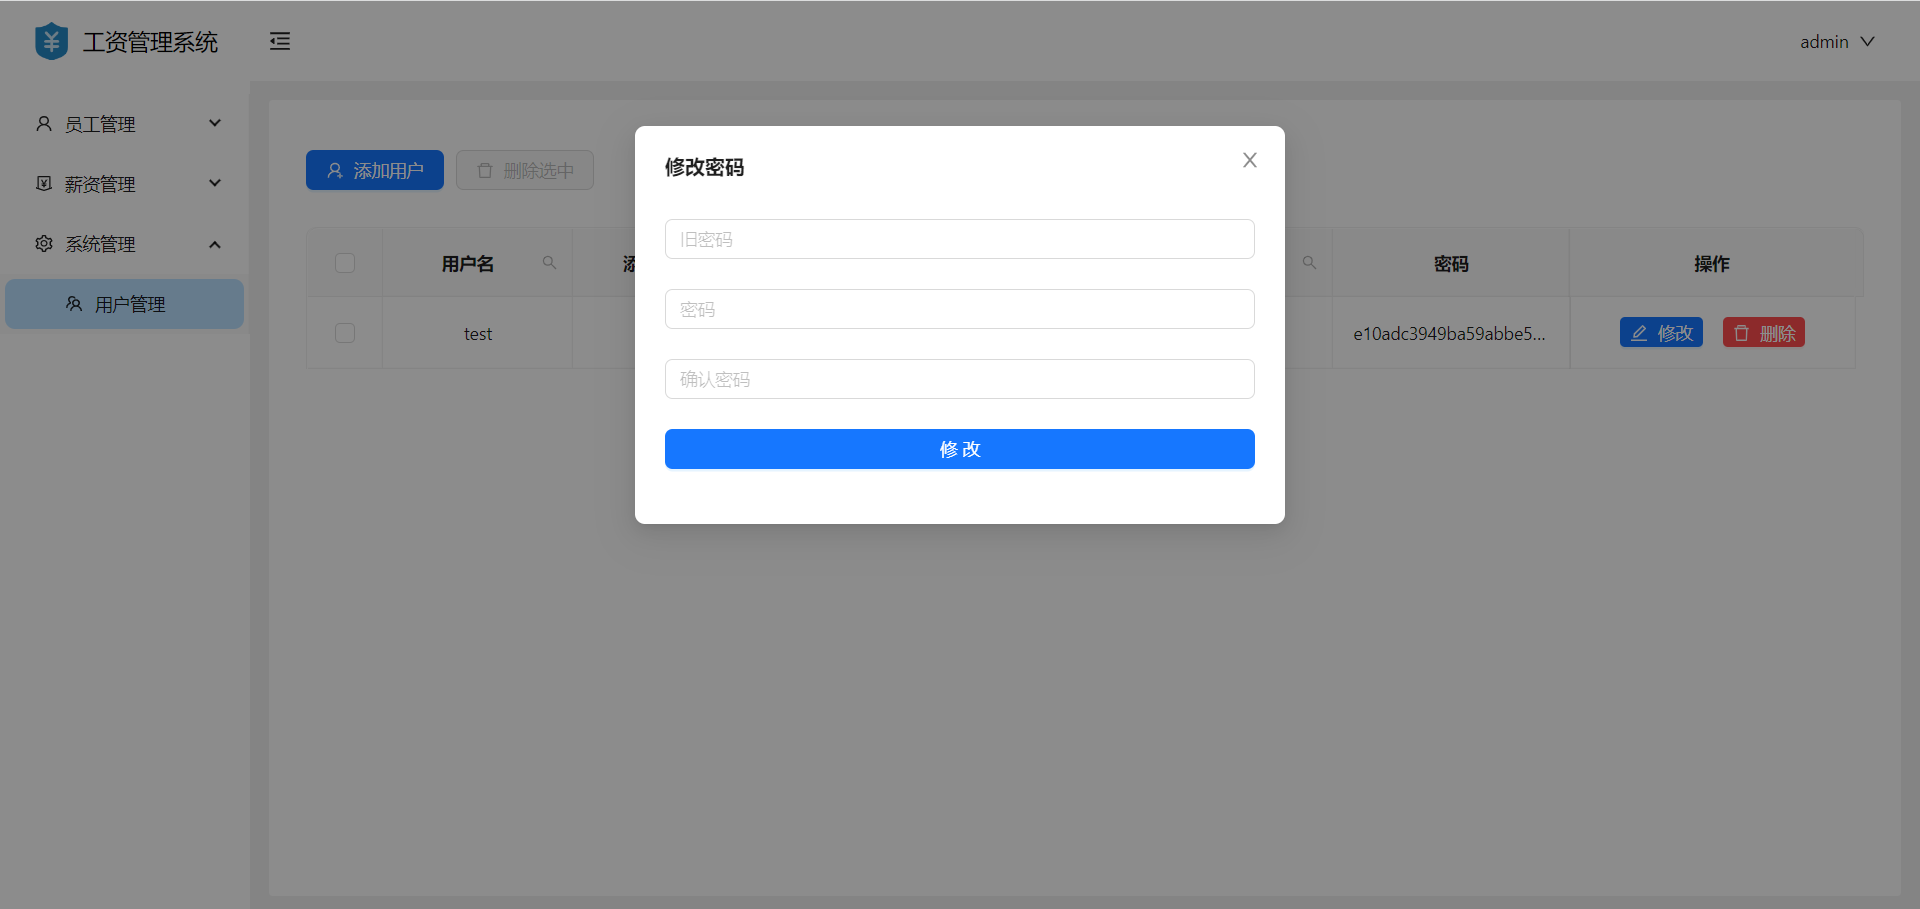 工资管理系统
admin
员工管理
薪资管理
系统管理
用户管理
添加用户
删除选中
用户名
添
密码
操作
test
e10adc3949ba59abbe5...
修改
删除
修改密码
旧密码
密码
确认密码
修 改